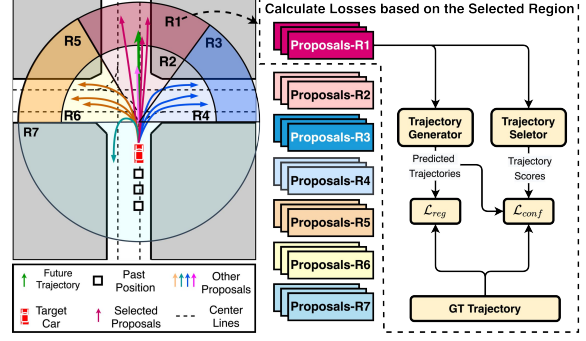 Calculate Losses based on the Selected Region
R1
R5
R3
R2
R6
R4
R7
Proposals-R1
Proposals-R2
Proposals-R3
Proposals-R4
Proposals-R5
Proposals-R6
Proposals-R7
Trajectory
Generator
Trajectory
Seletor
Predicted
Trajectories
Trajectory
Scores
ℒreg
ℒconf
GT Trajectory
Future
Trajectory
Past
Position
Other
Proposals
Target
Car
Selected
Proposals
Center
Lines